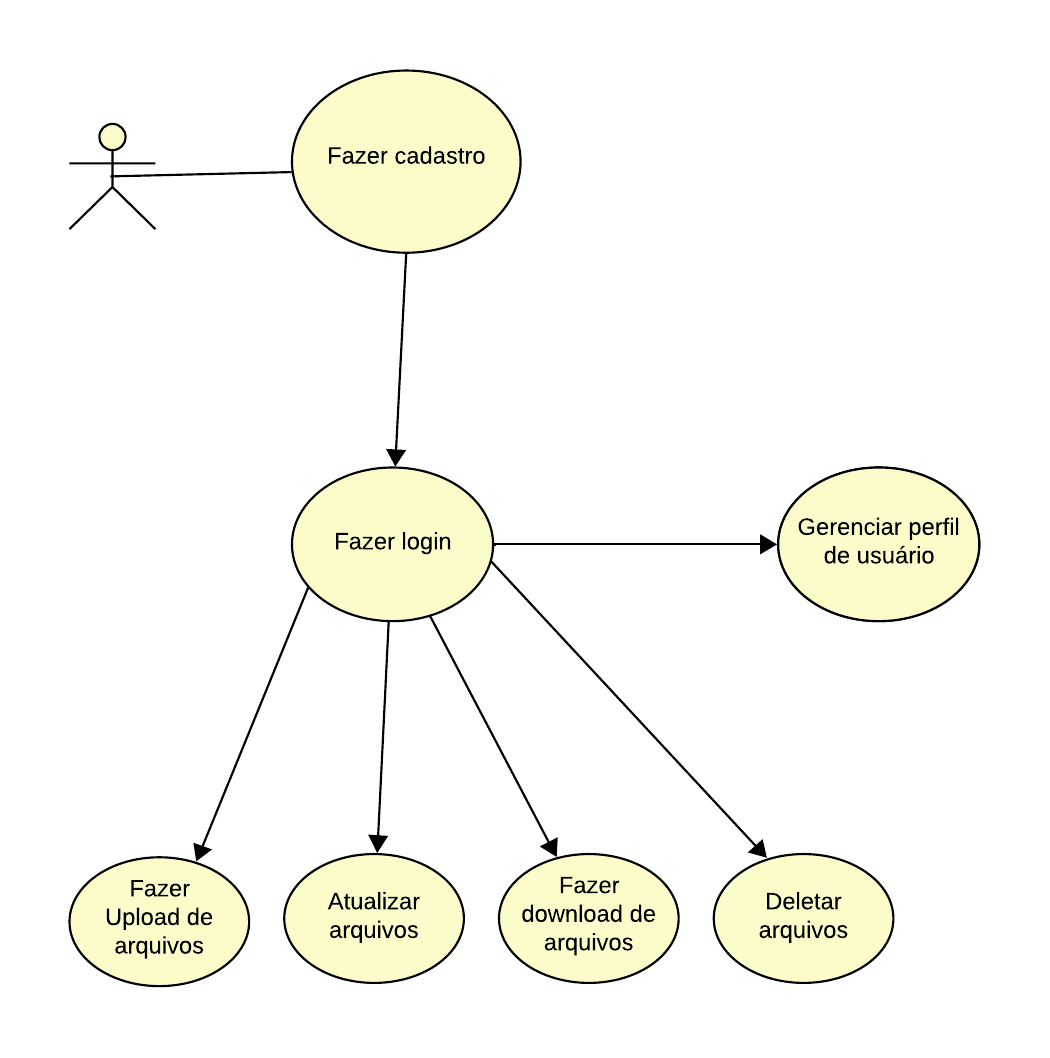 Fazer cadastro
Fazer login
Gerenciar perfil
de usuário
Fazer
Upload de
arquivos
Atualizar
arquivos
Fazer
download de
arquivos
Deletar
arquivos